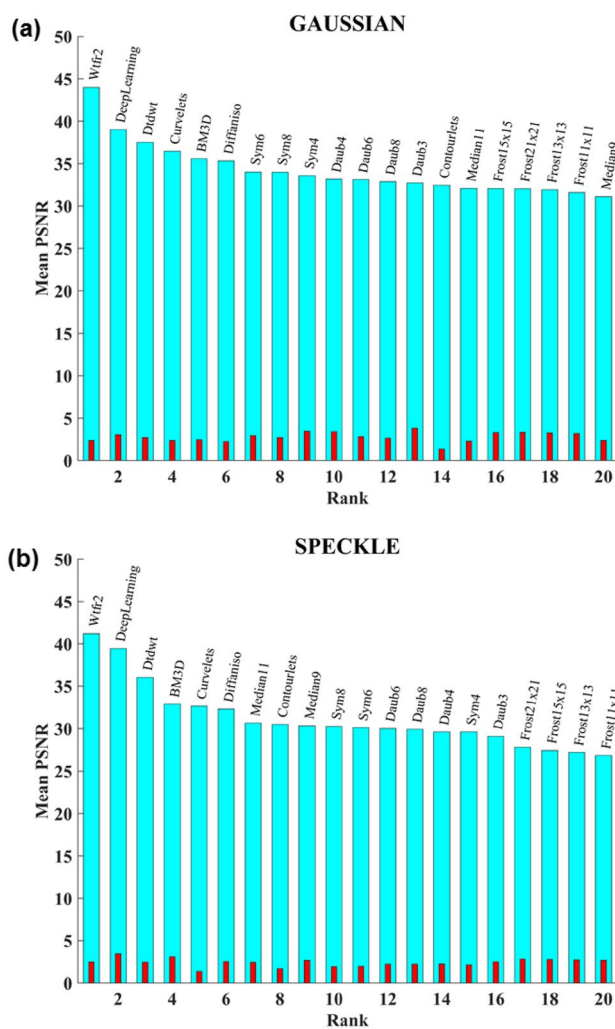 (a)
GAUSSIAN
Mean PSNR
50
45
40
35
30
25
20
15
10
5
0
Wtfr2
DeepLearning
Dtdwt
Curvelets
BM3D
Diffaniso
Sym6
Sym8
Sym4
Daub4
Daub6
Daub8
Daub3
Contourlets
Median11
Frost15x15
Frost21x21
Frost13x13
Frost11x11
Median9
2 4 6 8 10 12 14 16 18 20
Rank
(b)
SPECKLE
Mean PSNR
50
45
40
35
30
25
20
15
10
5
0
Wtfr2
DeepLearning
Dtdwt
BM3D
Curvelets
Diffaniso
Median11
Contourlets
Median9
Sym8
Sym6
Daub6
Daub8
Daub4
Sym4
Daub3
Frost21x21
Frost15x15
Frost13x13
Frost11x11
2 4 6 8 10 12 14 16 18 20
Rank